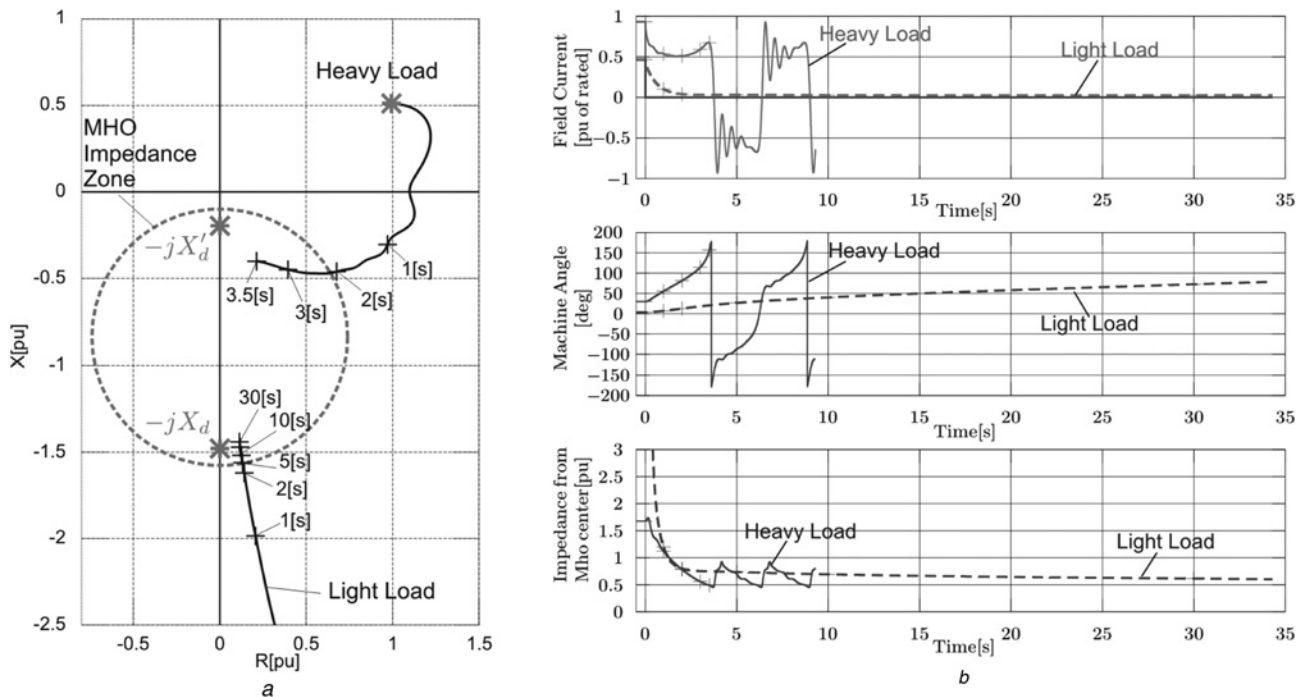 1
0.5
0
-0.5
-1
-1.5
-2
-2.5
X[pu]
Heavy Load
MHO
Impedance
Zone
-jX'd
1[s]
2[s]
3[s]
3.5[s]
-jXd
30[s]
10[s]
5[s]
2[s]
1[s]
Light Load
-0.5
0
0.5
1
1.5
R[pu]
a
Field Current
[pu of rated]
1
0.5
0
−0.5
−1
Heavy Load
Light Load
0 5 10 15 20 25 30 35
Time[s]
Machine Angle
[deg]
200
150
100
50
0
−50
−100
−150
−200
Heavy Load
Light Load
0 5 10 15 20 25 30 35
Time[s]
Impedance from
Mho center[pu]
3
2.5
2
1.5
1
0.5
0
Heavy Load
Light Load
0 5 10 15 20 25 30 35
Time[s]
b